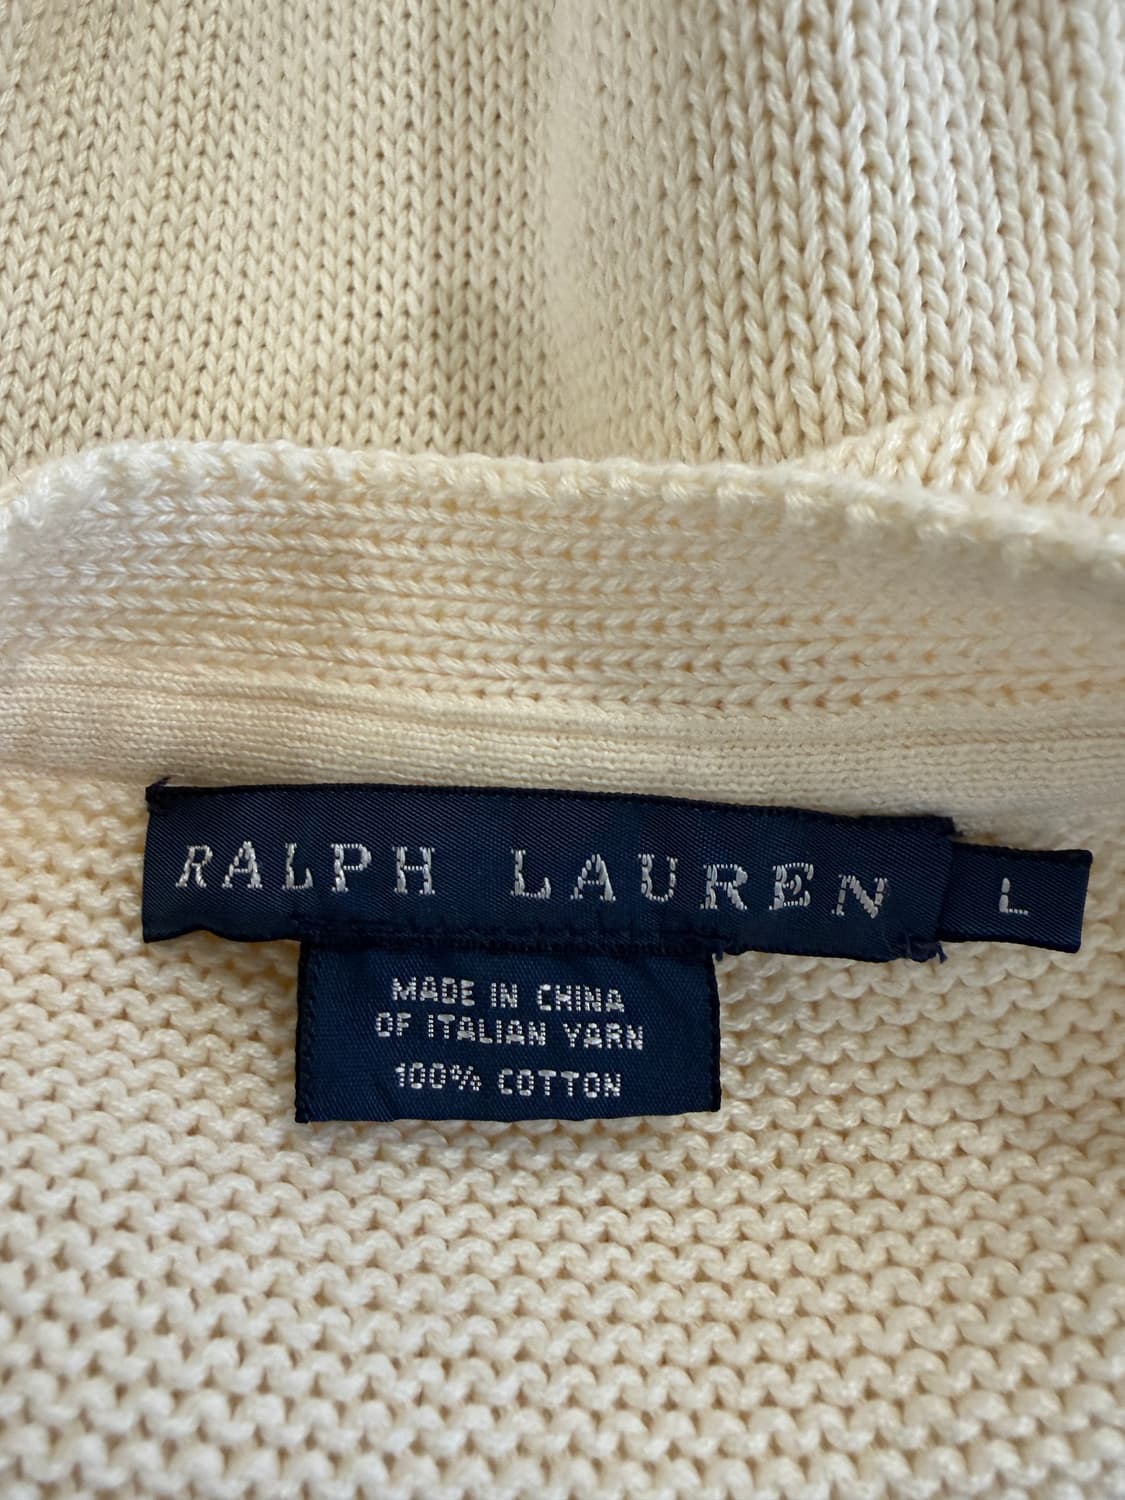 RALPH LAUREN
L
MADE IN CHINA
OF ITALIAN YARN
100% COTTON